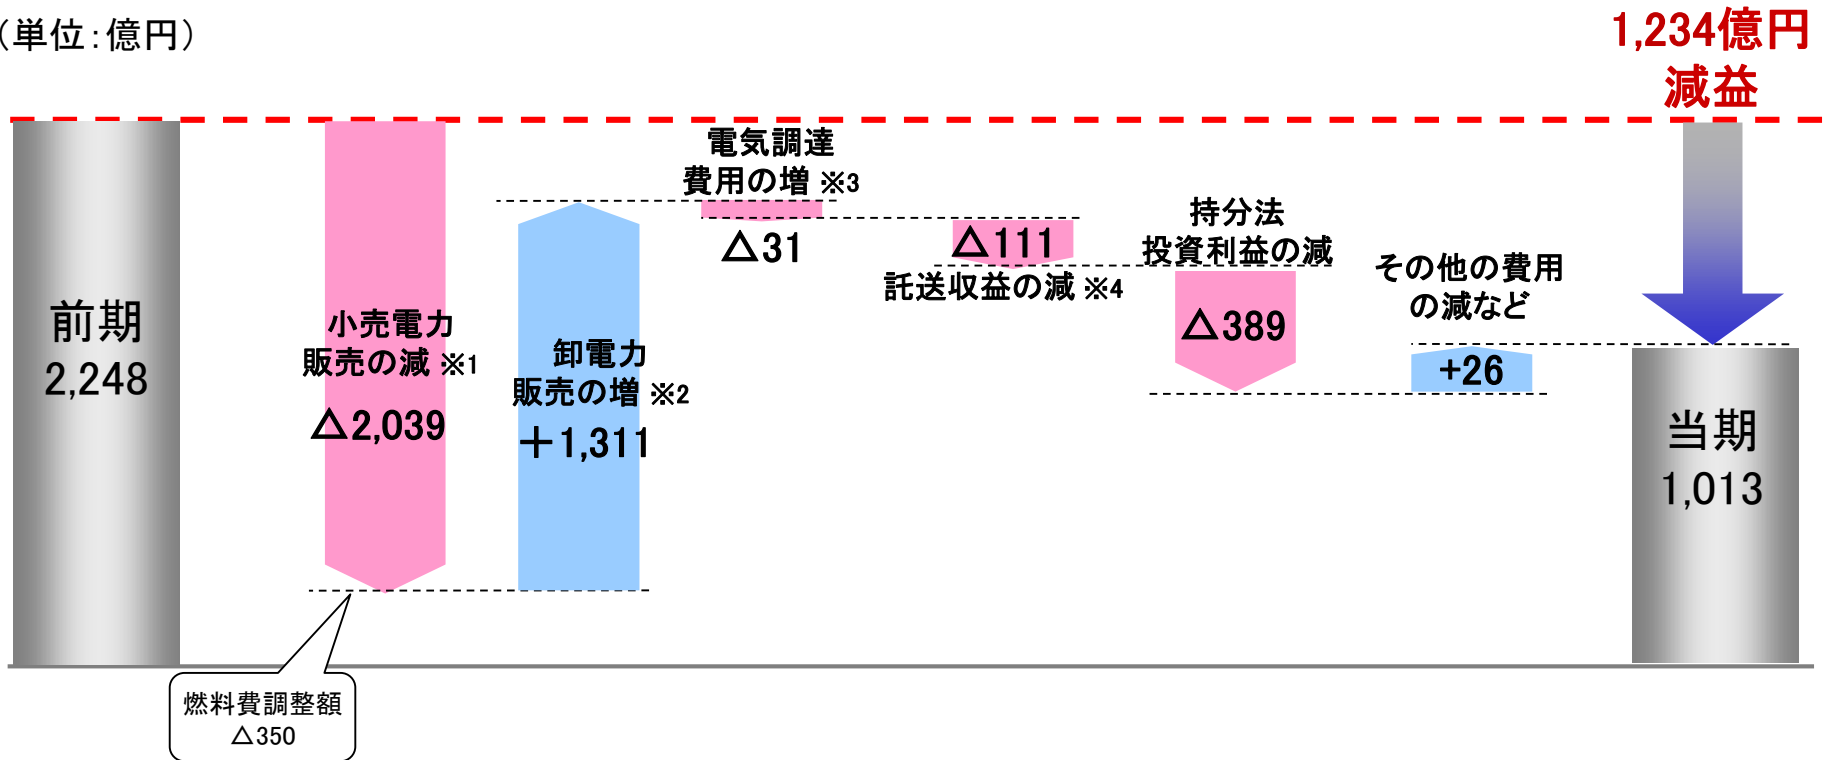 （単位：億円）
1,234億円
減益
前期
2,248
小売電力
販売の減 ※1
△2,039
卸電力
販売の増 ※2
＋1,311
電気調達
費用の増 ※3
△31
△111
託送収益の減 ※4
持分法
投資利益の減
△389
その他の費用
の減など
+26
当期
1,013
燃料費調整額
△350